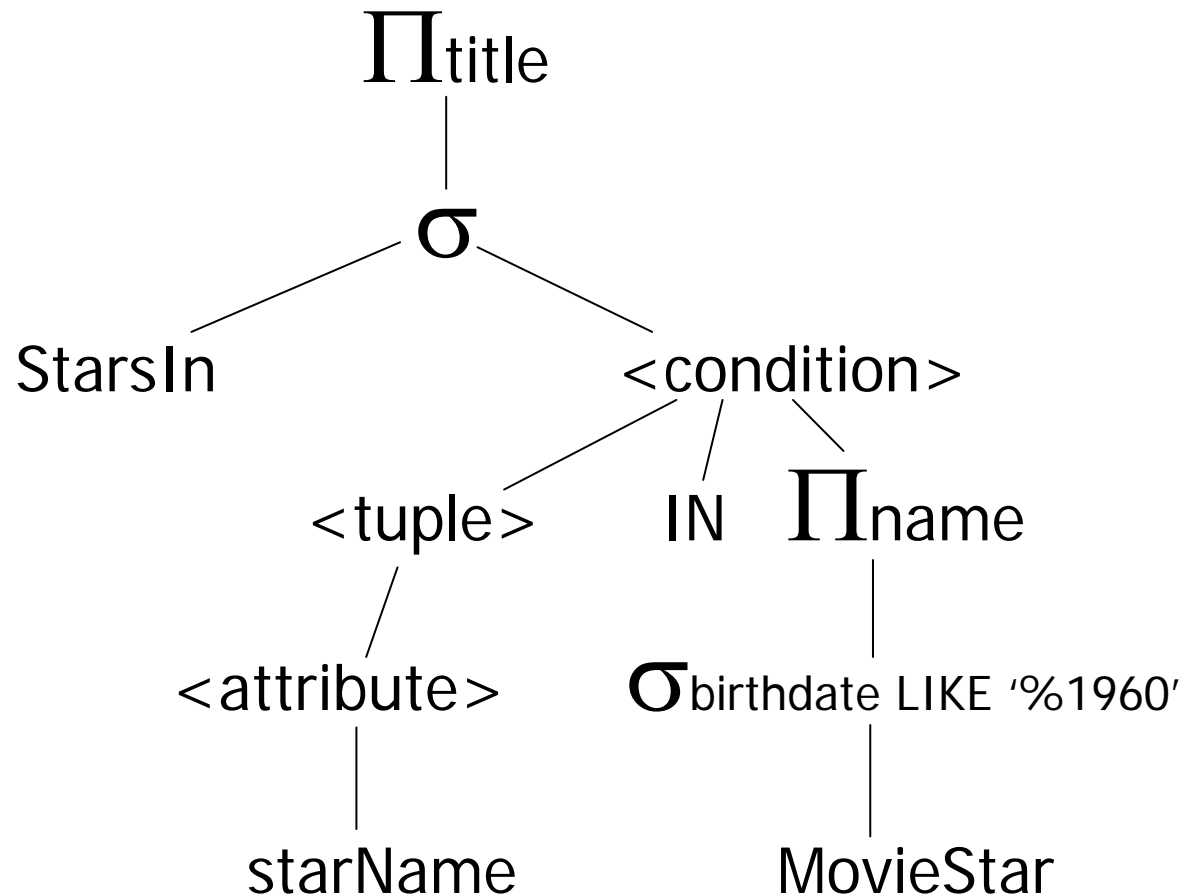 Πtitle
σ
StarsIn <condition>
<tuple> IN Πname
<attribute> σbirthdate LIKE ‘%1960’
starName MovieStar